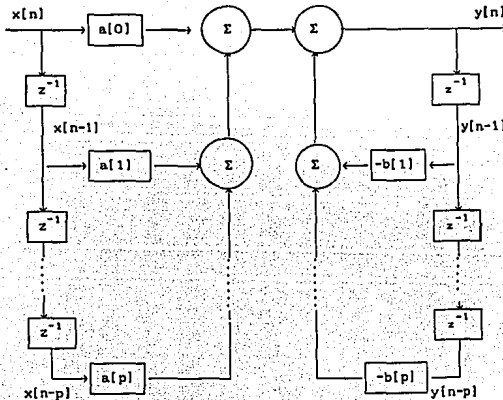 x[n] y[n]
a[0] Σ Σ
z⁻¹ z⁻¹
x[n-1] y[n-1]
a[1] Σ Σ -b[1]
z⁻¹ z⁻¹
z⁻¹ z⁻¹
a[p] -b[p]
x[n-p] y[n-p]